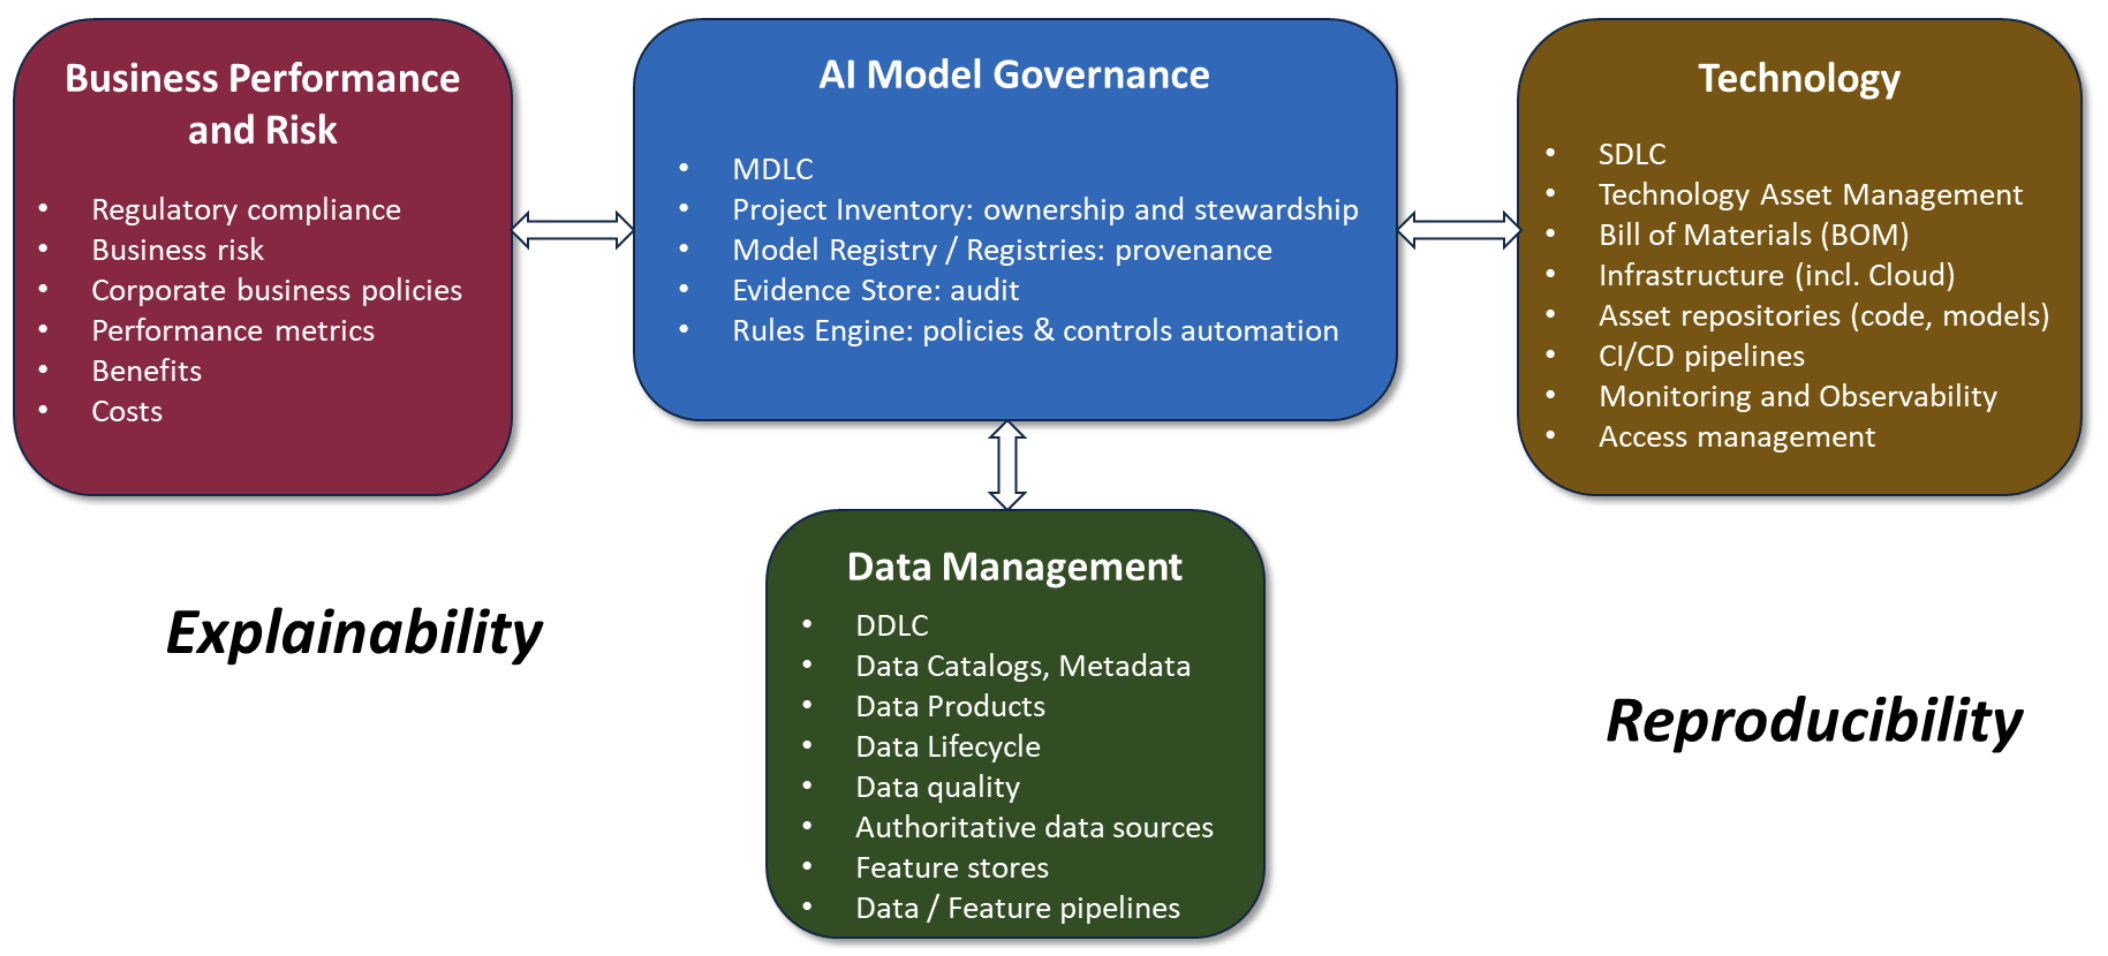 Business Performance
and Risk
• Regulatory compliance
• Business risk
• Corporate business policies
• Performance metrics
• Benefits
• Costs
AI Model Governance
• MDLC
• Project Inventory: ownership and stewardship
• Model Registry / Registries: provenance
• Evidence Store: audit
• Rules Engine: policies & controls automation
Technology
• SDLC
• Technology Asset Management
• Bill of Materials (BOM)
• Infrastructure (incl. Cloud)
• Asset repositories (code, models)
• CI/CD pipelines
• Monitoring and Observability
• Access management
Data Management
• DDLC
• Data Catalogs, Metadata
• Data Products
• Data Lifecycle
• Data quality
• Authoritative data sources
• Feature stores
• Data / Feature pipelines
Explainability
Reproducibility